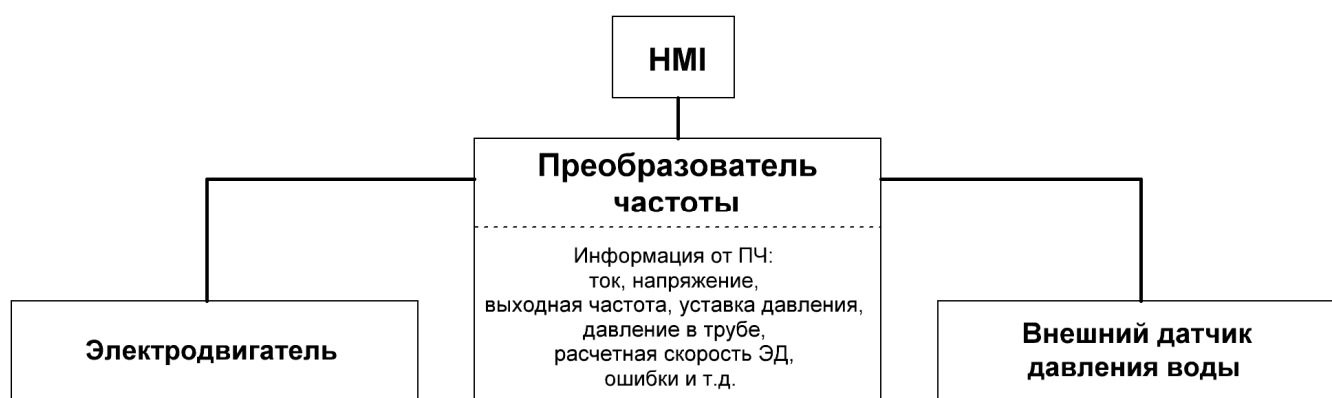 HMI
Преобразователь
частоты
Информация от ПЧ:
ток, напряжение,
выходная частота, уставка давления,
давление в трубе,
расчетная скорость ЭД,
ошибки и т.д.
Электродвигатель
Внешний датчик
давления воды